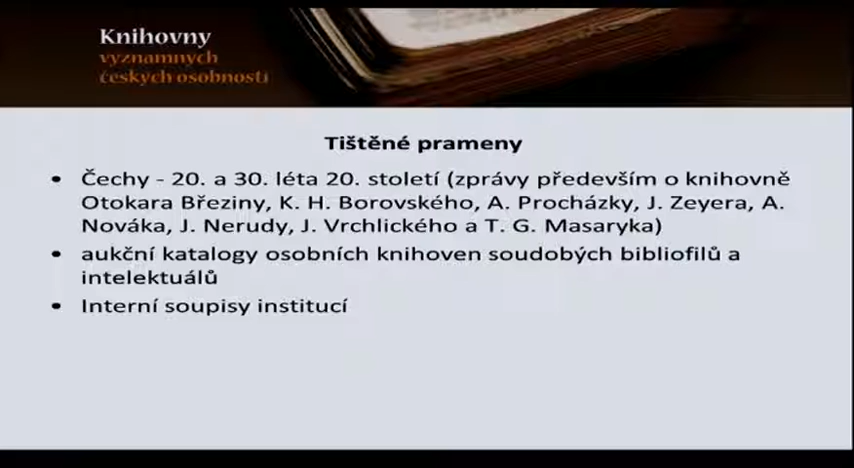 Knihovny
významných
českých osobností
Tištěné prameny
• Čechy - 20. a 30. léta 20. století (zprávy především o knihovně
Otokara Březiny, K. H. Borovského, A. Procházky, J. Zeyera, A.
Nováka, J. Nerudy, J. Vrchlického a T. G. Masaryka)
• aukční katalogy osobních knihoven soudobých bibliofilů a
intelektuálů
• Interní soupisy institucí